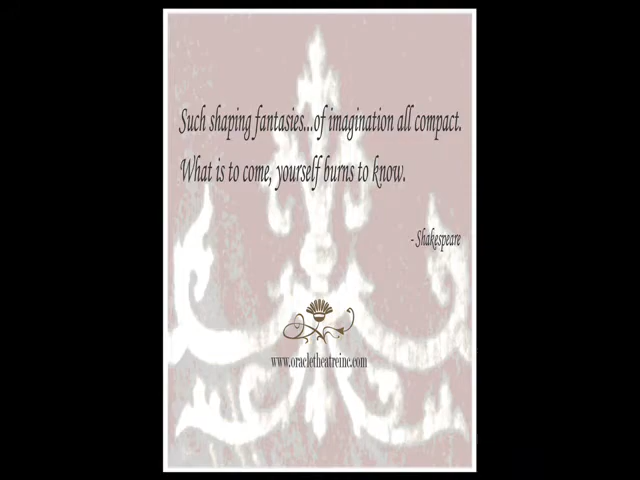 Such shaping fantasies...of imagination all compact.
What is to come, yourself burns to know.
- Shakespeare
www.oracletheatreinc.com